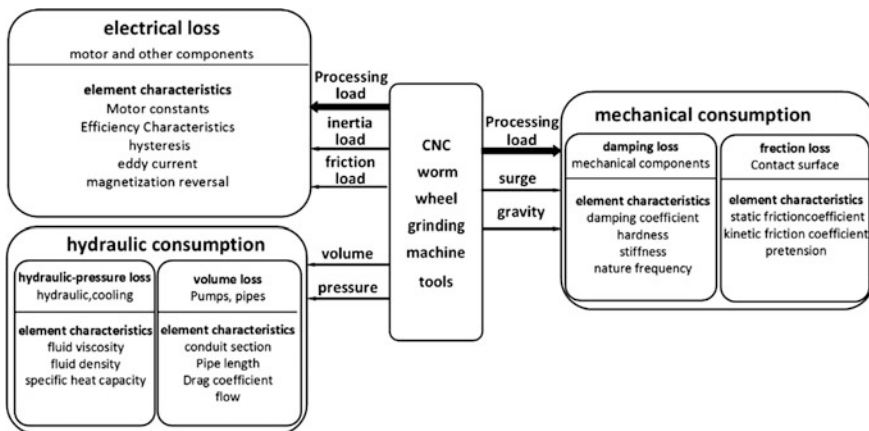 electrical loss
motor and other components
element characteristics
Motor constants
Efficiency Characteristics
hysteresis
eddy current
magnetization reversal
Processing
load
inertia
load
friction
load
hydraulic consumption
hydraulic-pressure loss
hydraulic,cooling
element characteristics
fluid viscosity
fluid density
specific heat capacity
volume loss
Pumps, pipes
element characteristics
conduit section
Pipe length
Drag coefficient
flow
volume
pressure
CNC
worm
wheel
grinding
machine
tools
Processing
load
surge
gravity
mechanical consumption
damping loss
mechanical components
element characteristics
damping coefficient
hardness
stiffness
nature frequency
frection loss
Contact surface
element characteristics
static frictioncoefficient
kinetic friction coefficient
pretension